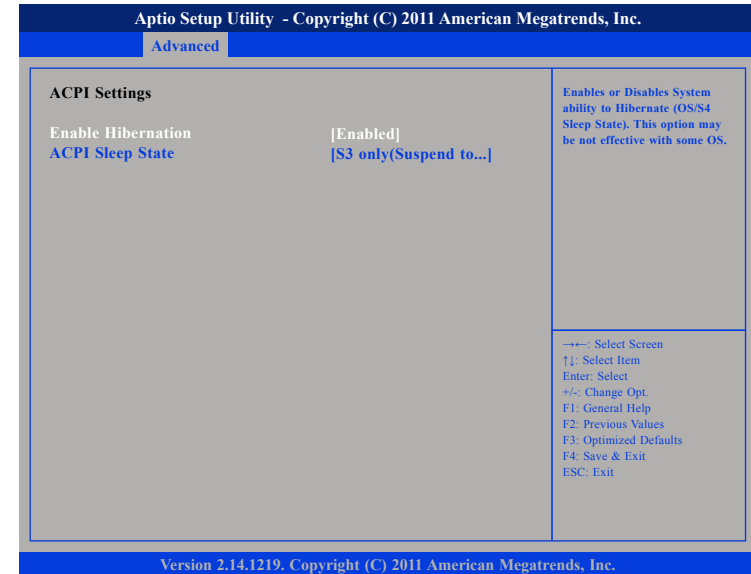 Aptio Setup Utility - Copyright (C) 2011 American Megatrends, Inc.
Advanced
ACPI Settings
Enable Hibernation [Enabled]
ACPI Sleep State [S3 only(Suspend to...]
Enables or Disables System
ability to Hibernate (OS/S4
Sleep State). This option may
be not effective with some OS.
→←: Select Screen
↑↓: Select Item
Enter: Select
+/-: Change Opt.
F1: General Help
F2: Previous Values
F3: Optimized Defaults
F4: Save & Exit
ESC: Exit
Version 2.14.1219. Copyright (C) 2011 American Megatrends, Inc.